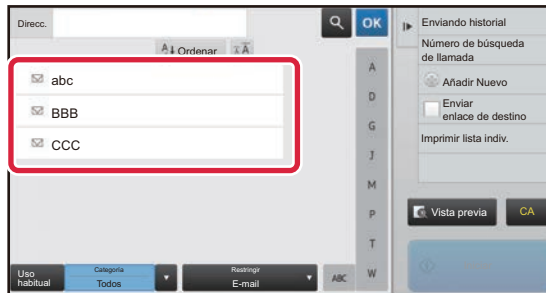 Direcc.
OK
Ordenar
abc
BBB
CCC
A
D
G
J
M
P
T
W
Uso
habitual
Categoría
Todos
Restringir
E-mail
ABC
Enviando historial
Número de búsqueda
de llamada
Añadir Nuevo
Enviar
enlace de destino
Imprimir lista indiv.
Vista previa
CA